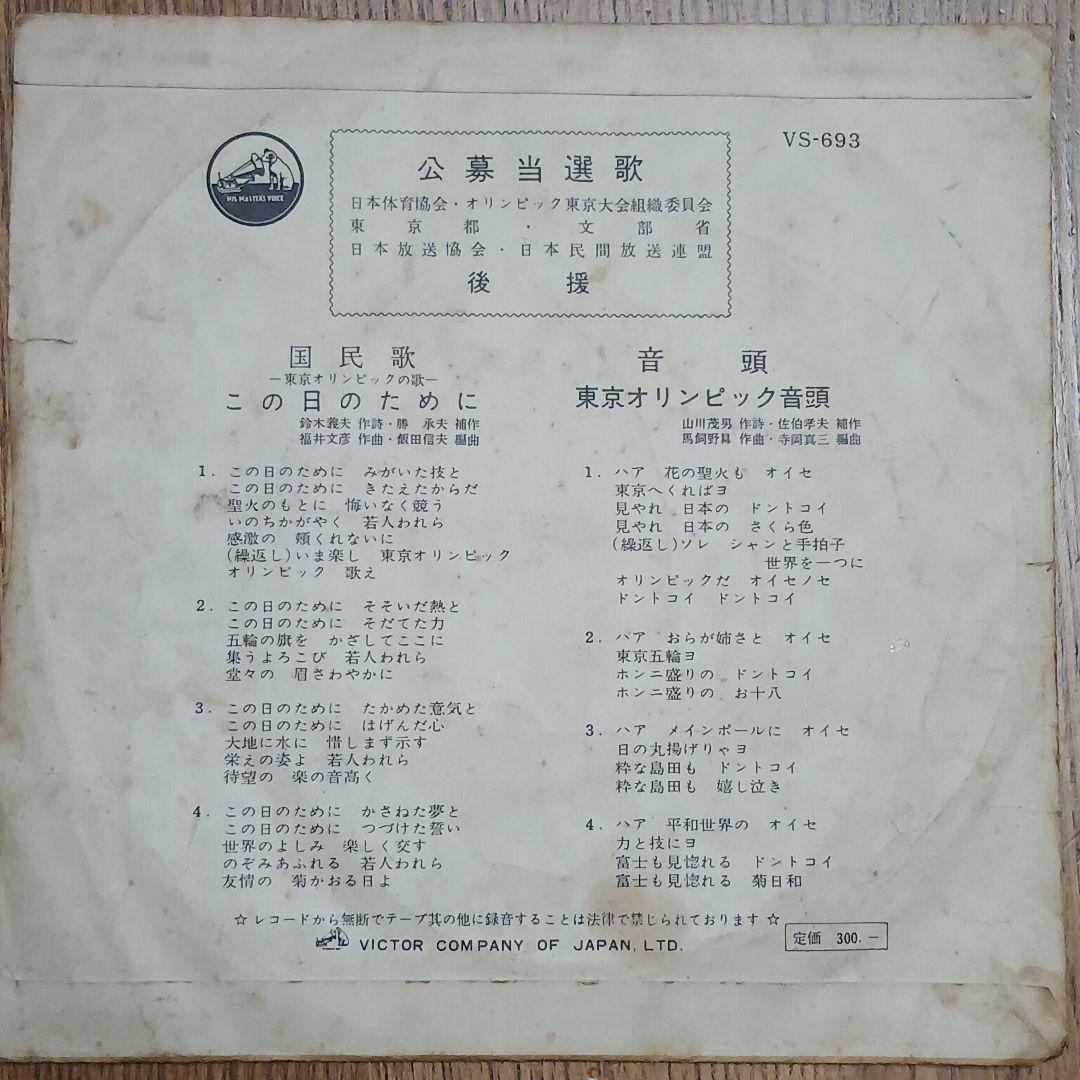 VS-693
HIS MASTERS VOICE
公募当選歌
日本体育協会・オリンピック東京大会組織委員会
東京都・文部省
日本放送協会・日本民間放送連盟
後援
国民歌
―東京オリンピックの歌―
この日のために
鈴木義夫 作詩・勝 承夫 補作
福井文彦 作曲・飯田信夫 編曲
1. この日のために みがいた技と
この日のために きたえたからだ
聖火のもとに 悔いなく競う
いのちかがやく 若人われら
感激の 頰くれないに
(繰返し)いま楽し 東京オリンピック
オリンピック 歌え
2. この日のために そそいだ熱と
この日のために そだてた力
五輪の旗を かざしてここに
集うよろこび 若人われら
堂々の 眉さわやかに
3. この日のために たかめた意気と
この日のために はげんだ心
大地に水に 惜しまず示す
栄えの姿よ 若人われら
待望の 楽の音高く
4. この日のために かさねた夢と
この日のために つづけた誓い
世界のよしみ 楽しく交す
のぞみあふれる 若人われら
友情の 菊かおる日よ
音頭
東京オリンピック音頭
山川茂男 作詩・佐伯孝夫 補作
馬飼野昇 作曲・寺岡真三 編曲
1. ハア 花の聖火も オイセ
東京へくればヨ
見やれ 日本の ドントコイ
見やれ 日本の さくら色
(繰返し)ソレ シャンと手拍子
世界を一つに
オリンピックだ オイセノセ
ドントコイ ドントコイ
2. ハア おらが姉さと オイセ
東京五輪ヨ
ホンニ盛りの ドントコイ
ホンニ盛りの お十八
3. ハア メインポールに オイセ
日の丸揚げりゃヨ
粋な島田も ドントコイ
粋な島田も 嬉し泣き
4. ハア 平和世界の オイセ
力と技にヨ
富士も見惚れる ドントコイ
富士も見惚れる 菊日和
☆レコードから無断でテープ其の他に録音することは法律で禁じられております☆
VICTOR COMPANY OF JAPAN, LTD.
定価 300.―